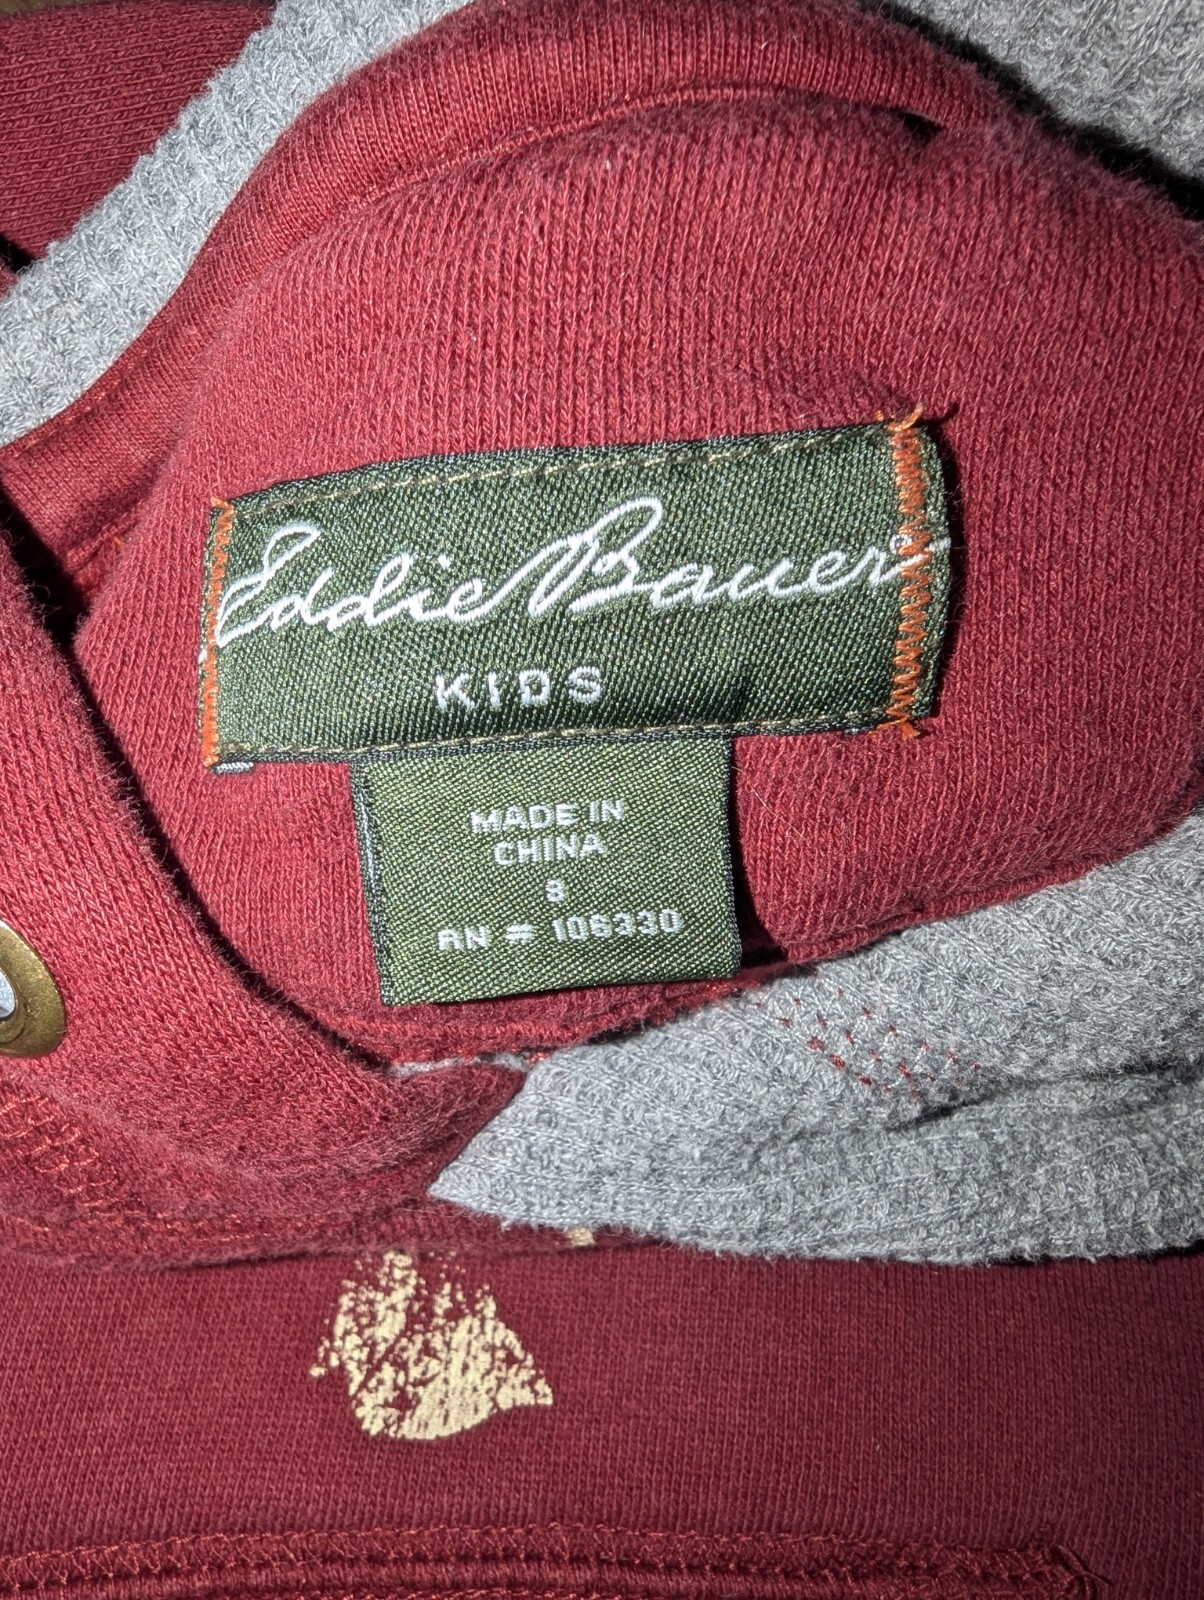 Eddie Bauer
KIDS
MADE IN
CHINA
8
RN # 106330